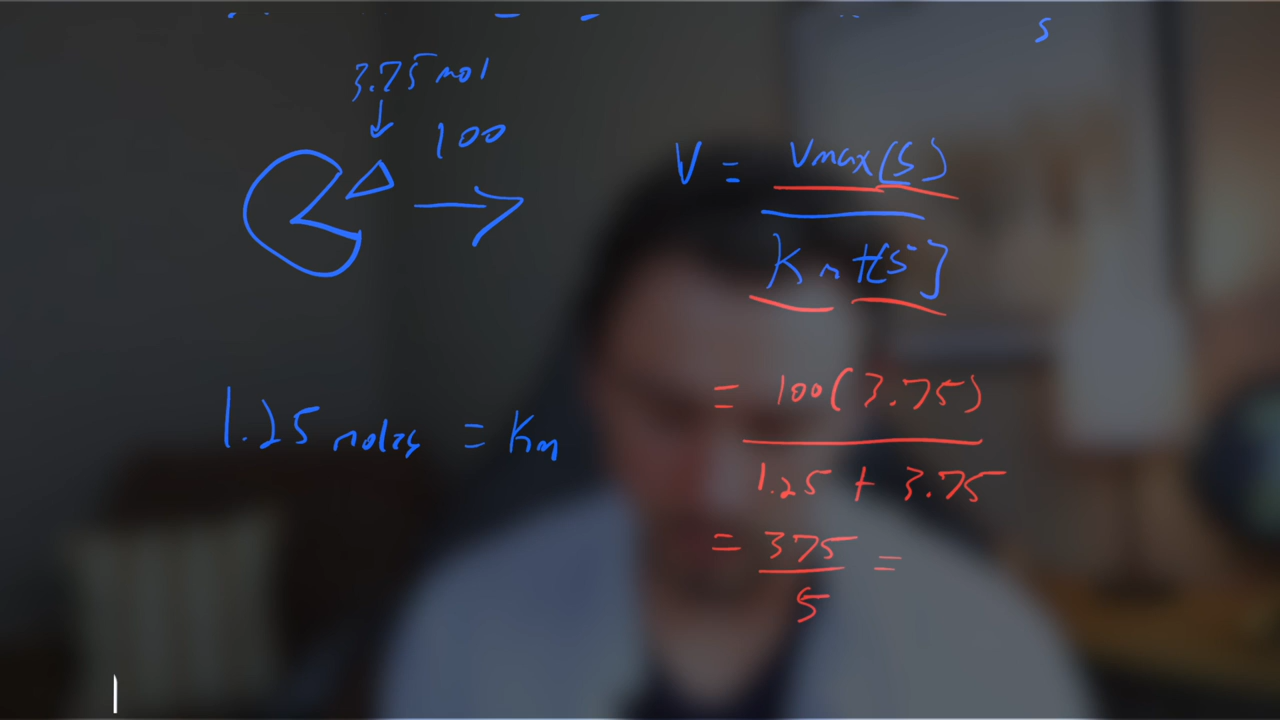 s
3.75 mol
100
V = Vmax(s)
Km + [s]
1.25 moles = Km
= 100(3.75)
1.25 + 3.75
= 375 =
5